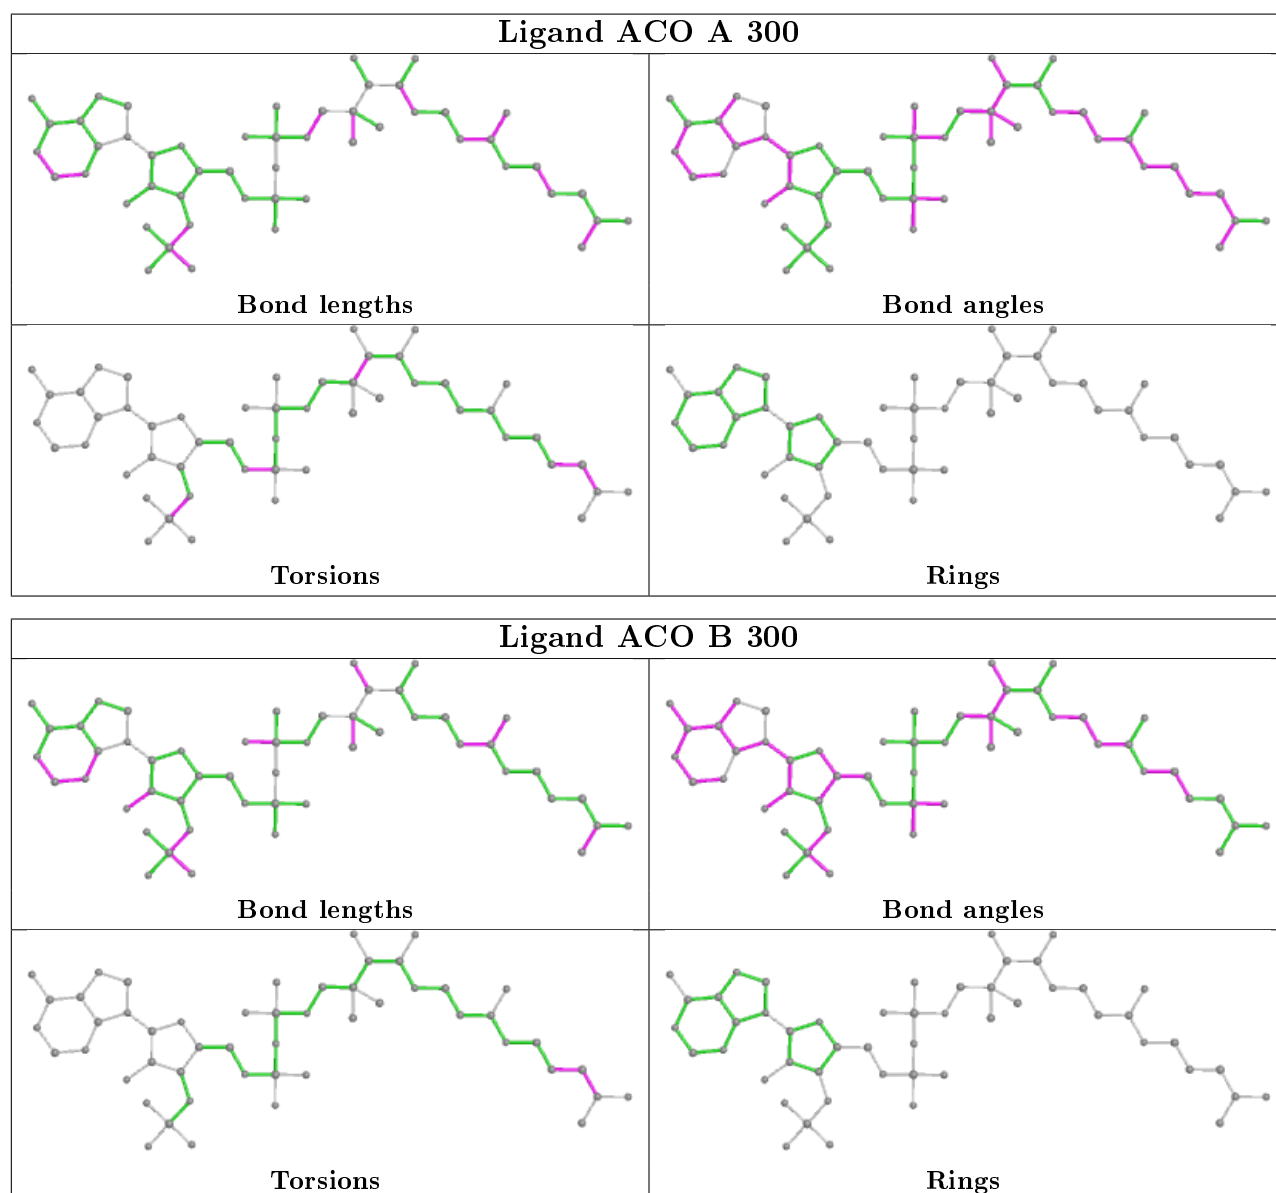 Ligand ACO A 300
Bond lengths
Bond angles
Torsions
Rings
Ligand ACO B 300
Bond lengths
Bond angles
Torsions
Rings